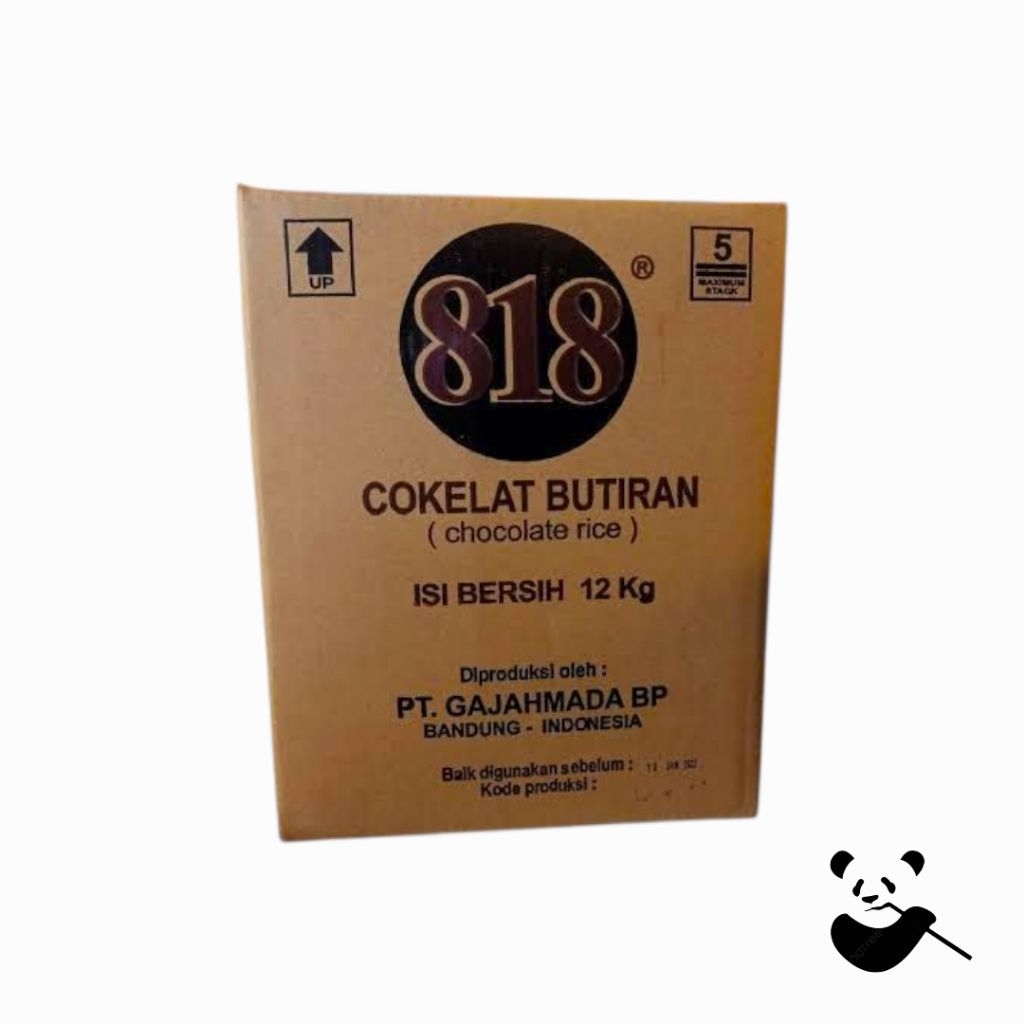 UP
818 ®
5
MAXIMUM
STACK
COKELAT BUTIRAN
( chocolate rice )
ISI BERSIH 12 Kg
Diproduksi oleh :
PT. GAJAHMADA BP
BANDUNG - INDONESIA
Baik digunakan sebelum :
Kode produksi :